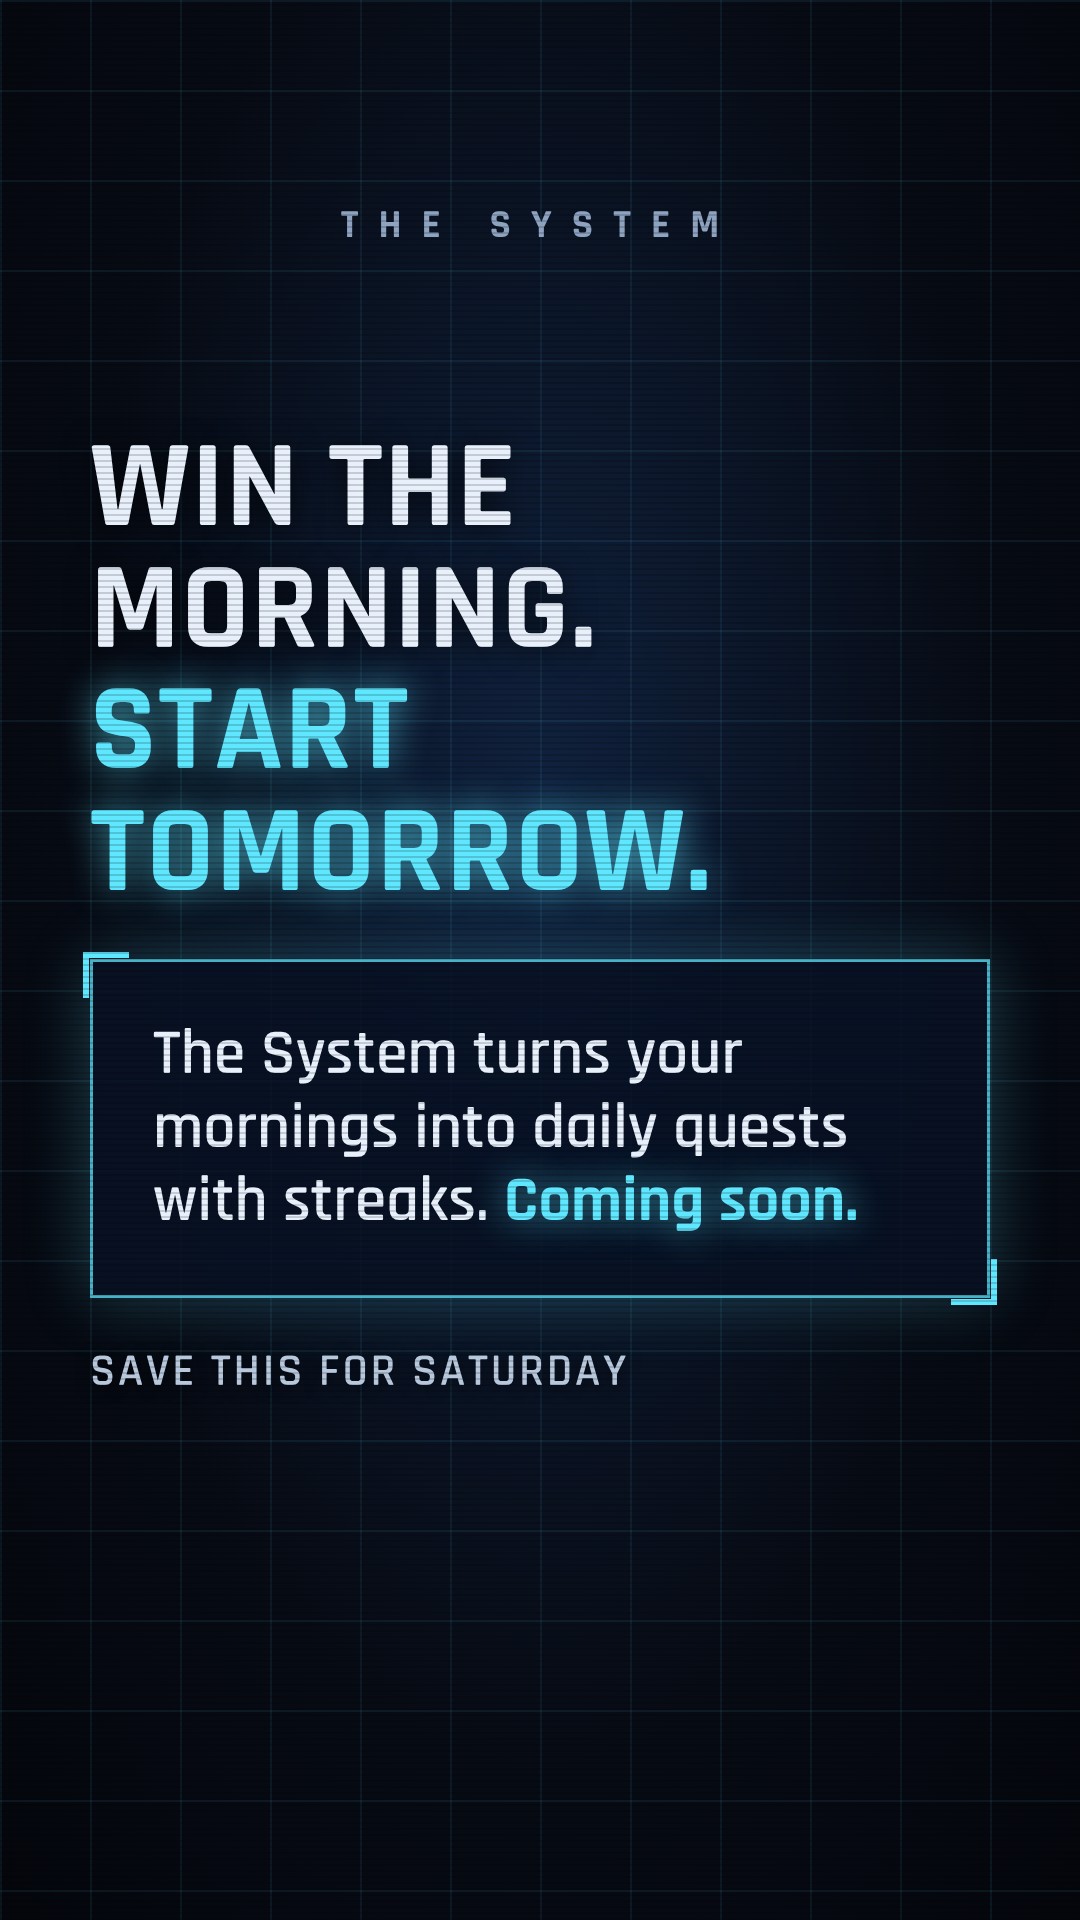 THE SYSTEM
WIN THE
MORNING.
START
TOMORROW.
The System turns your
mornings into daily quests
with streaks. Coming soon.
SAVE THIS FOR SATURDAY